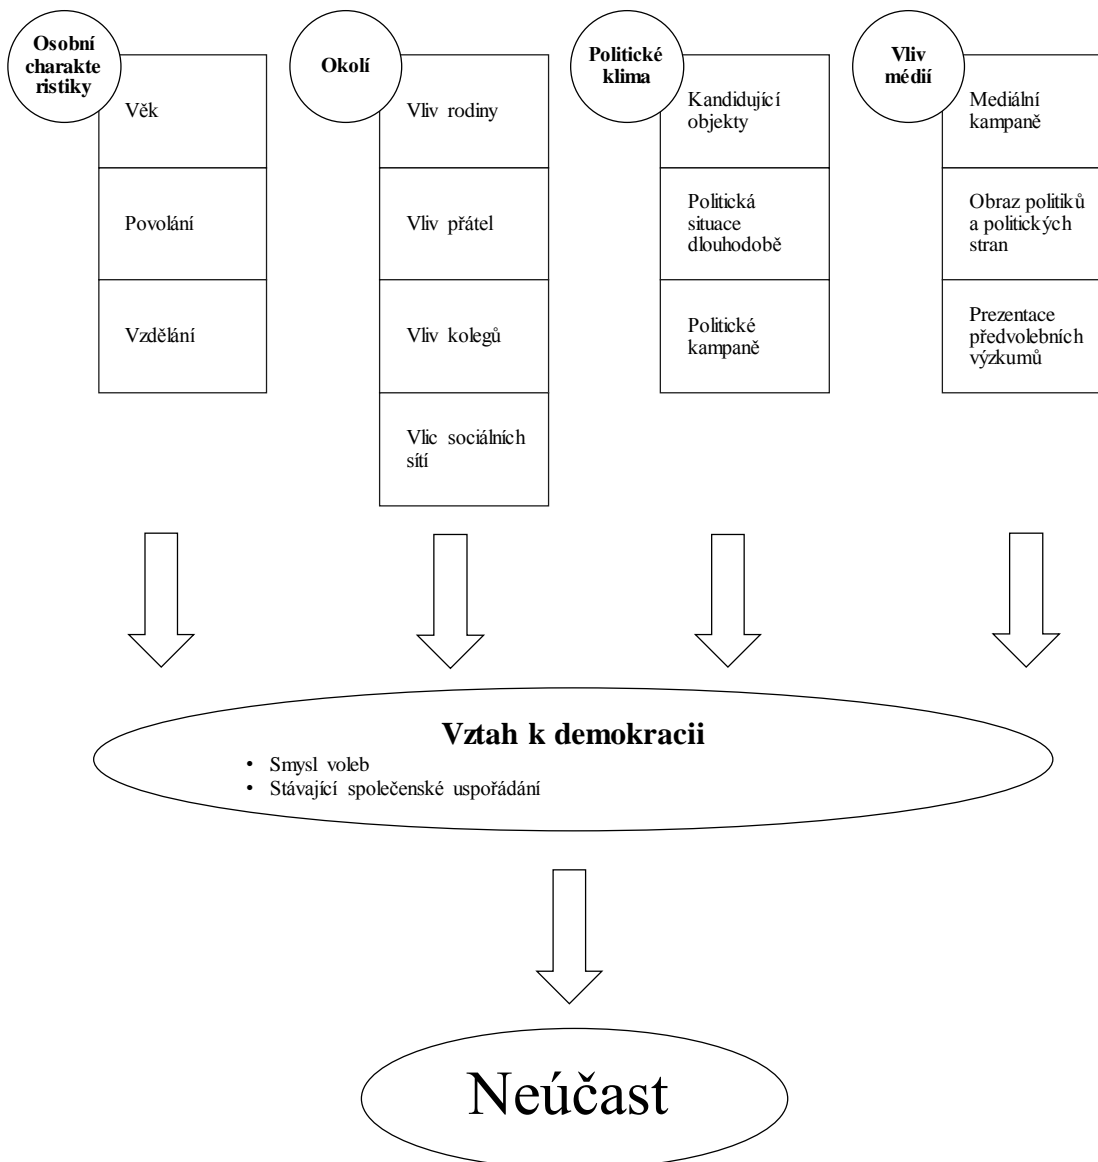 Osobní
charakte
ristiky
Věk
Povolání
Vzdělání
Okolí
Vliv rodiny
Vliv přátel
Vliv kolegů
Vlic sociálních
sítí
Politické
klima
Kandidující
objekty
Politická
situace
dlouhodobě
Politické
kampaně
Vliv
médií
Mediální
kampaně
Obraz politiků
a politických
stran
Prezentace
předvolebních
výzkumů
Vztah k demokracii
• Smysl voleb
• Stávající společenské uspořádání
Neúčast